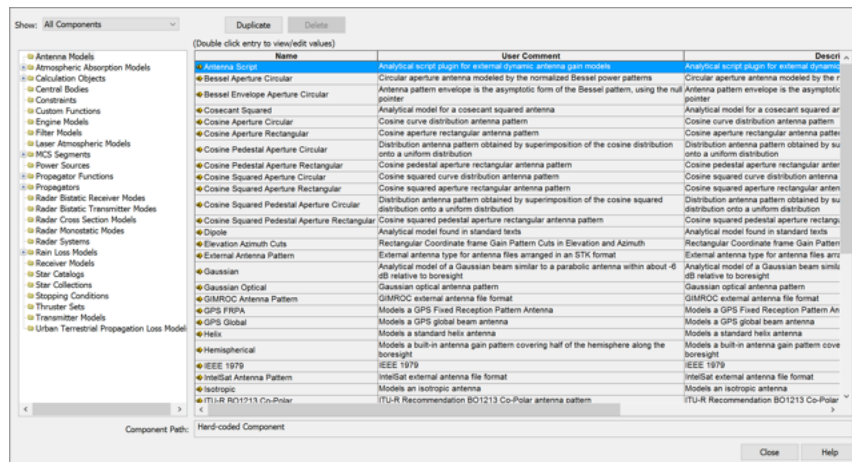 Show: All Components Duplicate Delete
(Double click entry to view/edit values)
Antenna Models
Atmospheric Absorption Models
Calculation Objects
Central Bodies
Constraints
Custom Functions
Engine Models
Filter Models
Laser Atmospheric Models
MCS Segments
Power Sources
Propagator Functions
Propagators
Radar Bistatic Receiver Modes
Radar Bistatic Transmitter Modes
Radar Cross Section Models
Radar Monostatic Modes
Radar Systems
Rain Loss Models
Receiver Models
Star Catalogs
Star Collections
Stopping Conditions
Thruster Sets
Transmitter Models
Urban Terrestrial Propagation Loss Model
Name User Comment Descri
Antenna Script Analytical script plugin for external dynamic antenna gain models Analytical script plugin for external dynamic
Bessel Aperture Circular Circular aperture antenna modeled by the normalized Bessel power patterns Circular aperture antenna modeled by the n
Bessel Envelope Aperture Circular Antenna pattern envelope is the asymptotic form of the Bessel pattern, using the null Antenna pattern envelope is the asymptotic
pointer pointer
Cosecant Squared Analytical model for a cosecant squared antenna Analytical model for a cosecant squared ar
Cosine Aperture Circular Cosine curve distribution antenna pattern Cosine curve distribution antenna pattern
Cosine Aperture Rectangular Cosine aperture rectangular antenna pattern Cosine aperture rectangular antenna patter
Cosine Pedestal Aperture Circular Distribution antenna pattern obtained by superimposition of the cosine distribution Distribution antenna pattern obtained by su
onto a uniform distribution onto a uniform distribution
Cosine Pedestal Aperture Rectangular Cosine pedestal aperture rectangular antenna pattern Cosine pedestal aperture rectangular anter
Cosine Squared Aperture Circular Cosine squared curve distribution antenna pattern Cosine squared curve distribution antenna
Cosine Squared Aperture Rectangular Cosine squared aperture rectangular antenna pattern Cosine squared aperture rectangular anten
Cosine Squared Pedestal Aperture Circular Distribution antenna pattern obtained by superimposition of the cosine squared Distribution antenna pattern obtained by su
distribution onto a uniform distribution distribution onto a uniform distribution
Cosine Squared Pedestal Aperture Rectangular Cosine squared pedestal aperture rectangular antenna pattern Cosine squared pedestal aperture rectangu
Dipole Analytical model found in standard texts Analytical model found in standard texts
Elevation Azimuth Cuts Rectangular Coordinate frame Gain Pattern Cuts in Elevation and Azimuth Rectangular Coordinate frame Gain Pattern
External Antenna Pattern External antenna type for antenna files arranged in an STK format External antenna type for antenna files arra
Gaussian Analytical model of a Gaussian beam similar to a parabolic antenna within about -6 Analytical model of a Gaussian beam simila
dB relative to boresight dB relative to boresight
Gaussian Optical Gaussian optical antenna pattern Gaussian optical antenna pattern
GIMROC Antenna Pattern GIMROC external antenna file format GIMROC external antenna file format
GPS FRPA Models a GPS Fixed Reception Pattern Antenna Models a GPS Fixed Reception Pattern An
GPS Global Models a GPS global beam antenna Models a GPS global beam antenna
Helix Models a standard helix antenna Models a standard helix antenna
Hemispherical Models a built-in antenna gain pattern covering half of the hemisphere along the Models a built-in antenna gain pattern cove
boresight boresight
IEEE 1979 IEEE 1979 IEEE 1979
IntelSat Antenna Pattern IntelSat external antenna file format IntelSat external antenna file format
Isotropic Models an isotropic antenna Models an isotropic antenna
ITU-R BO1213 Co-Polar ITU-R Recommendation BO1213 Co-Polar antenna pattern ITU-R Recommendation BO1213 Co-Polar
Component Path: Hard-coded Component
Close Help